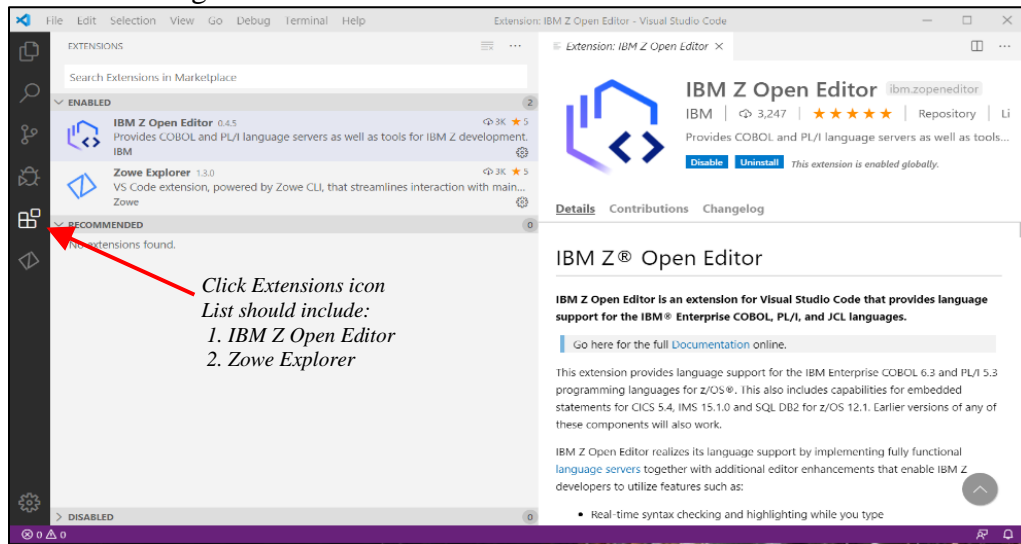 File Edit Selection View Go Debug Terminal Help
Extension: IBM Z Open Editor - Visual Studio Code
EXTENSIONS
Search Extensions in Marketplace
ENABLED 2
IBM Z Open Editor 0.4.5 3K ★ 5
Provides COBOL and PL/I language servers as well as tools for IBM Z development.
IBM
Zowe Explorer 1.3.0 3K ★ 5
VS Code extension, powered by Zowe CLI, that streamlines interaction with main...
Zowe
RECOMMENDED 0
No extensions found.
Click Extensions icon
List should include:
1. IBM Z Open Editor
2. Zowe Explorer
DISABLED 0
Extension: IBM Z Open Editor
IBM Z Open Editor ibm.zopeneditor
IBM | 3,247 | ★★★★★ | Repository | Li
Provides COBOL and PL/I language servers as well as tools...
Disable Uninstall This extension is enabled globally.
Details Contributions Changelog
IBM Z® Open Editor
IBM Z Open Editor is an extension for Visual Studio Code that provides language
support for the IBM® Enterprise COBOL, PL/I, and JCL languages.
Go here for the full Documentation online.
This extension provides language support for the IBM Enterprise COBOL 6.3 and PL/I 5.3
programming languages for z/OS®. This also includes capabilities for embedded
statements for CICS 5.4, IMS 15.1.0 and SQL DB2 for z/OS 12.1. Earlier versions of any of
these components will also work.
IBM Z Open Editor realizes its language support by implementing fully functional
language servers together with additional editor enhancements that enable IBM Z
developers to utilize features such as:
• Real-time syntax checking and highlighting while you type
0 0